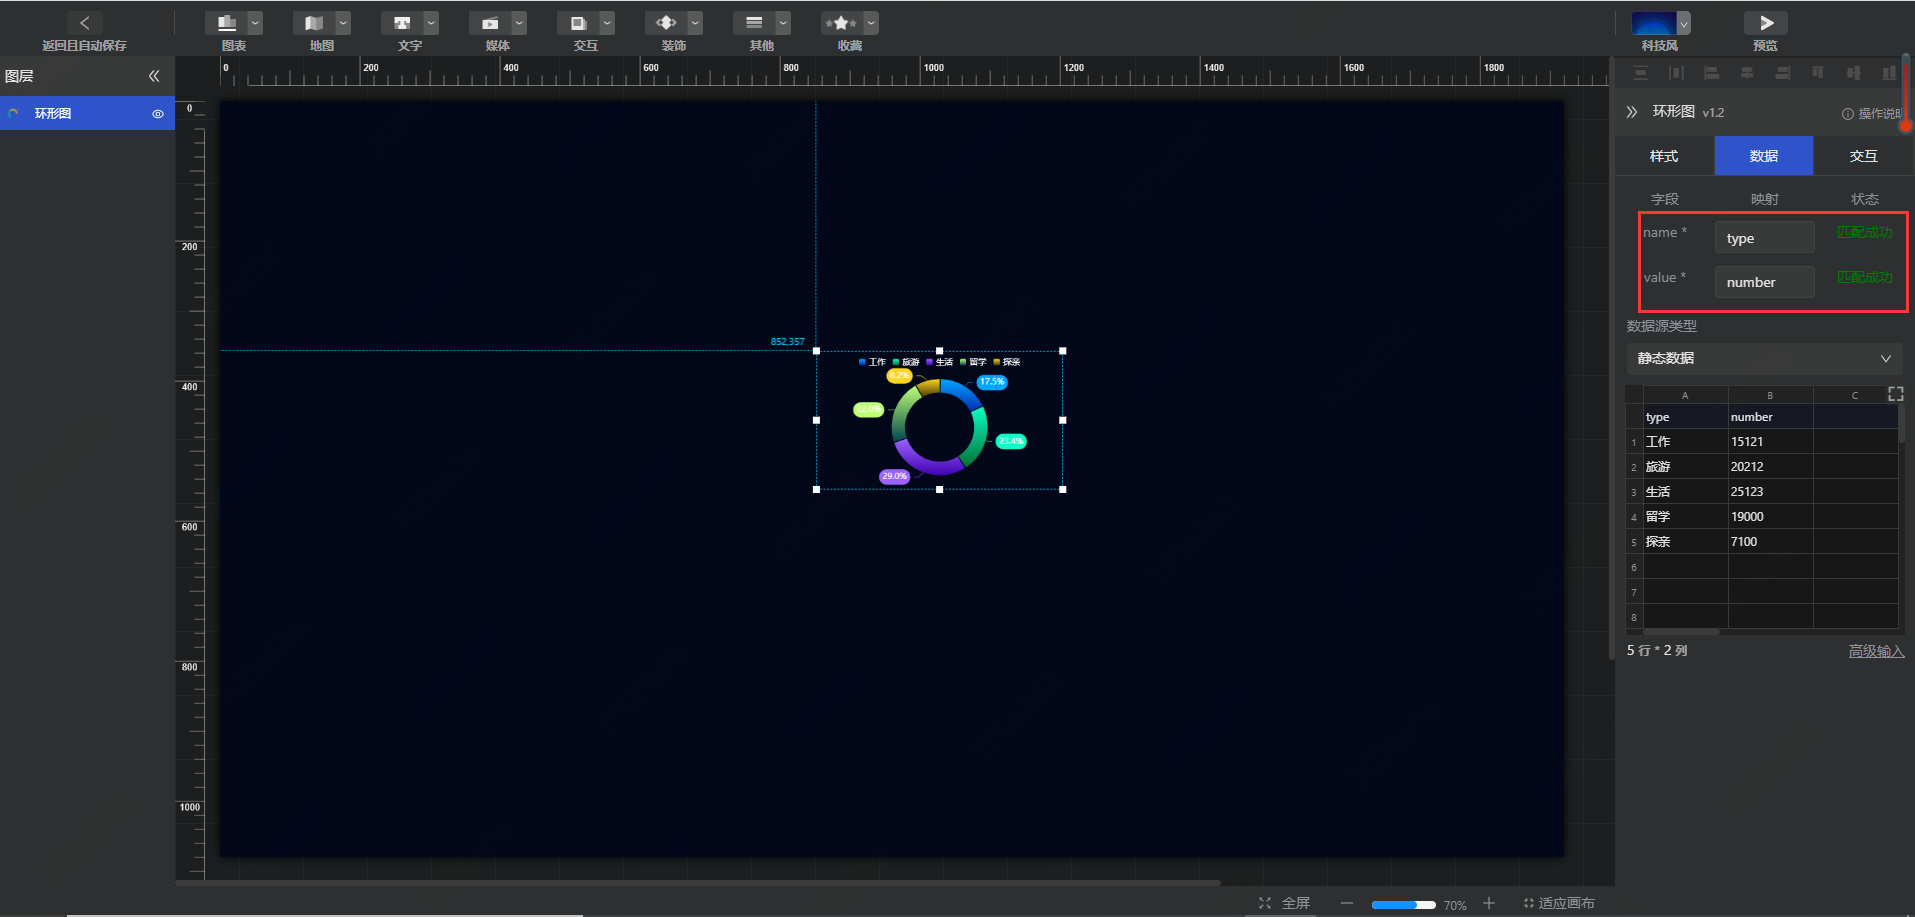 返回且自动保存
图表
地图
文字
媒体
交互
装饰
其他
收藏
科技风
预览
图层
环形图
0
200
400
600
800
1000
1200
1400
1600
1800
0
200
400
600
800
1000
852,357
工作 旅游 生活 留学 探亲
8.2%
17.5%
22.0%
23.4%
29.0%
环形图 v1.2
操作说明
样式 数据 交互
字段 映射 状态
name * type 匹配成功
value * number 匹配成功
数据源类型
静态数据
A B C
type number
1 工作 15121
2 旅游 20212
3 生活 25123
4 留学 19000
5 探亲 7100
6
7
8
5 行 * 2 列
高级输入
全屏
70%
适应画布